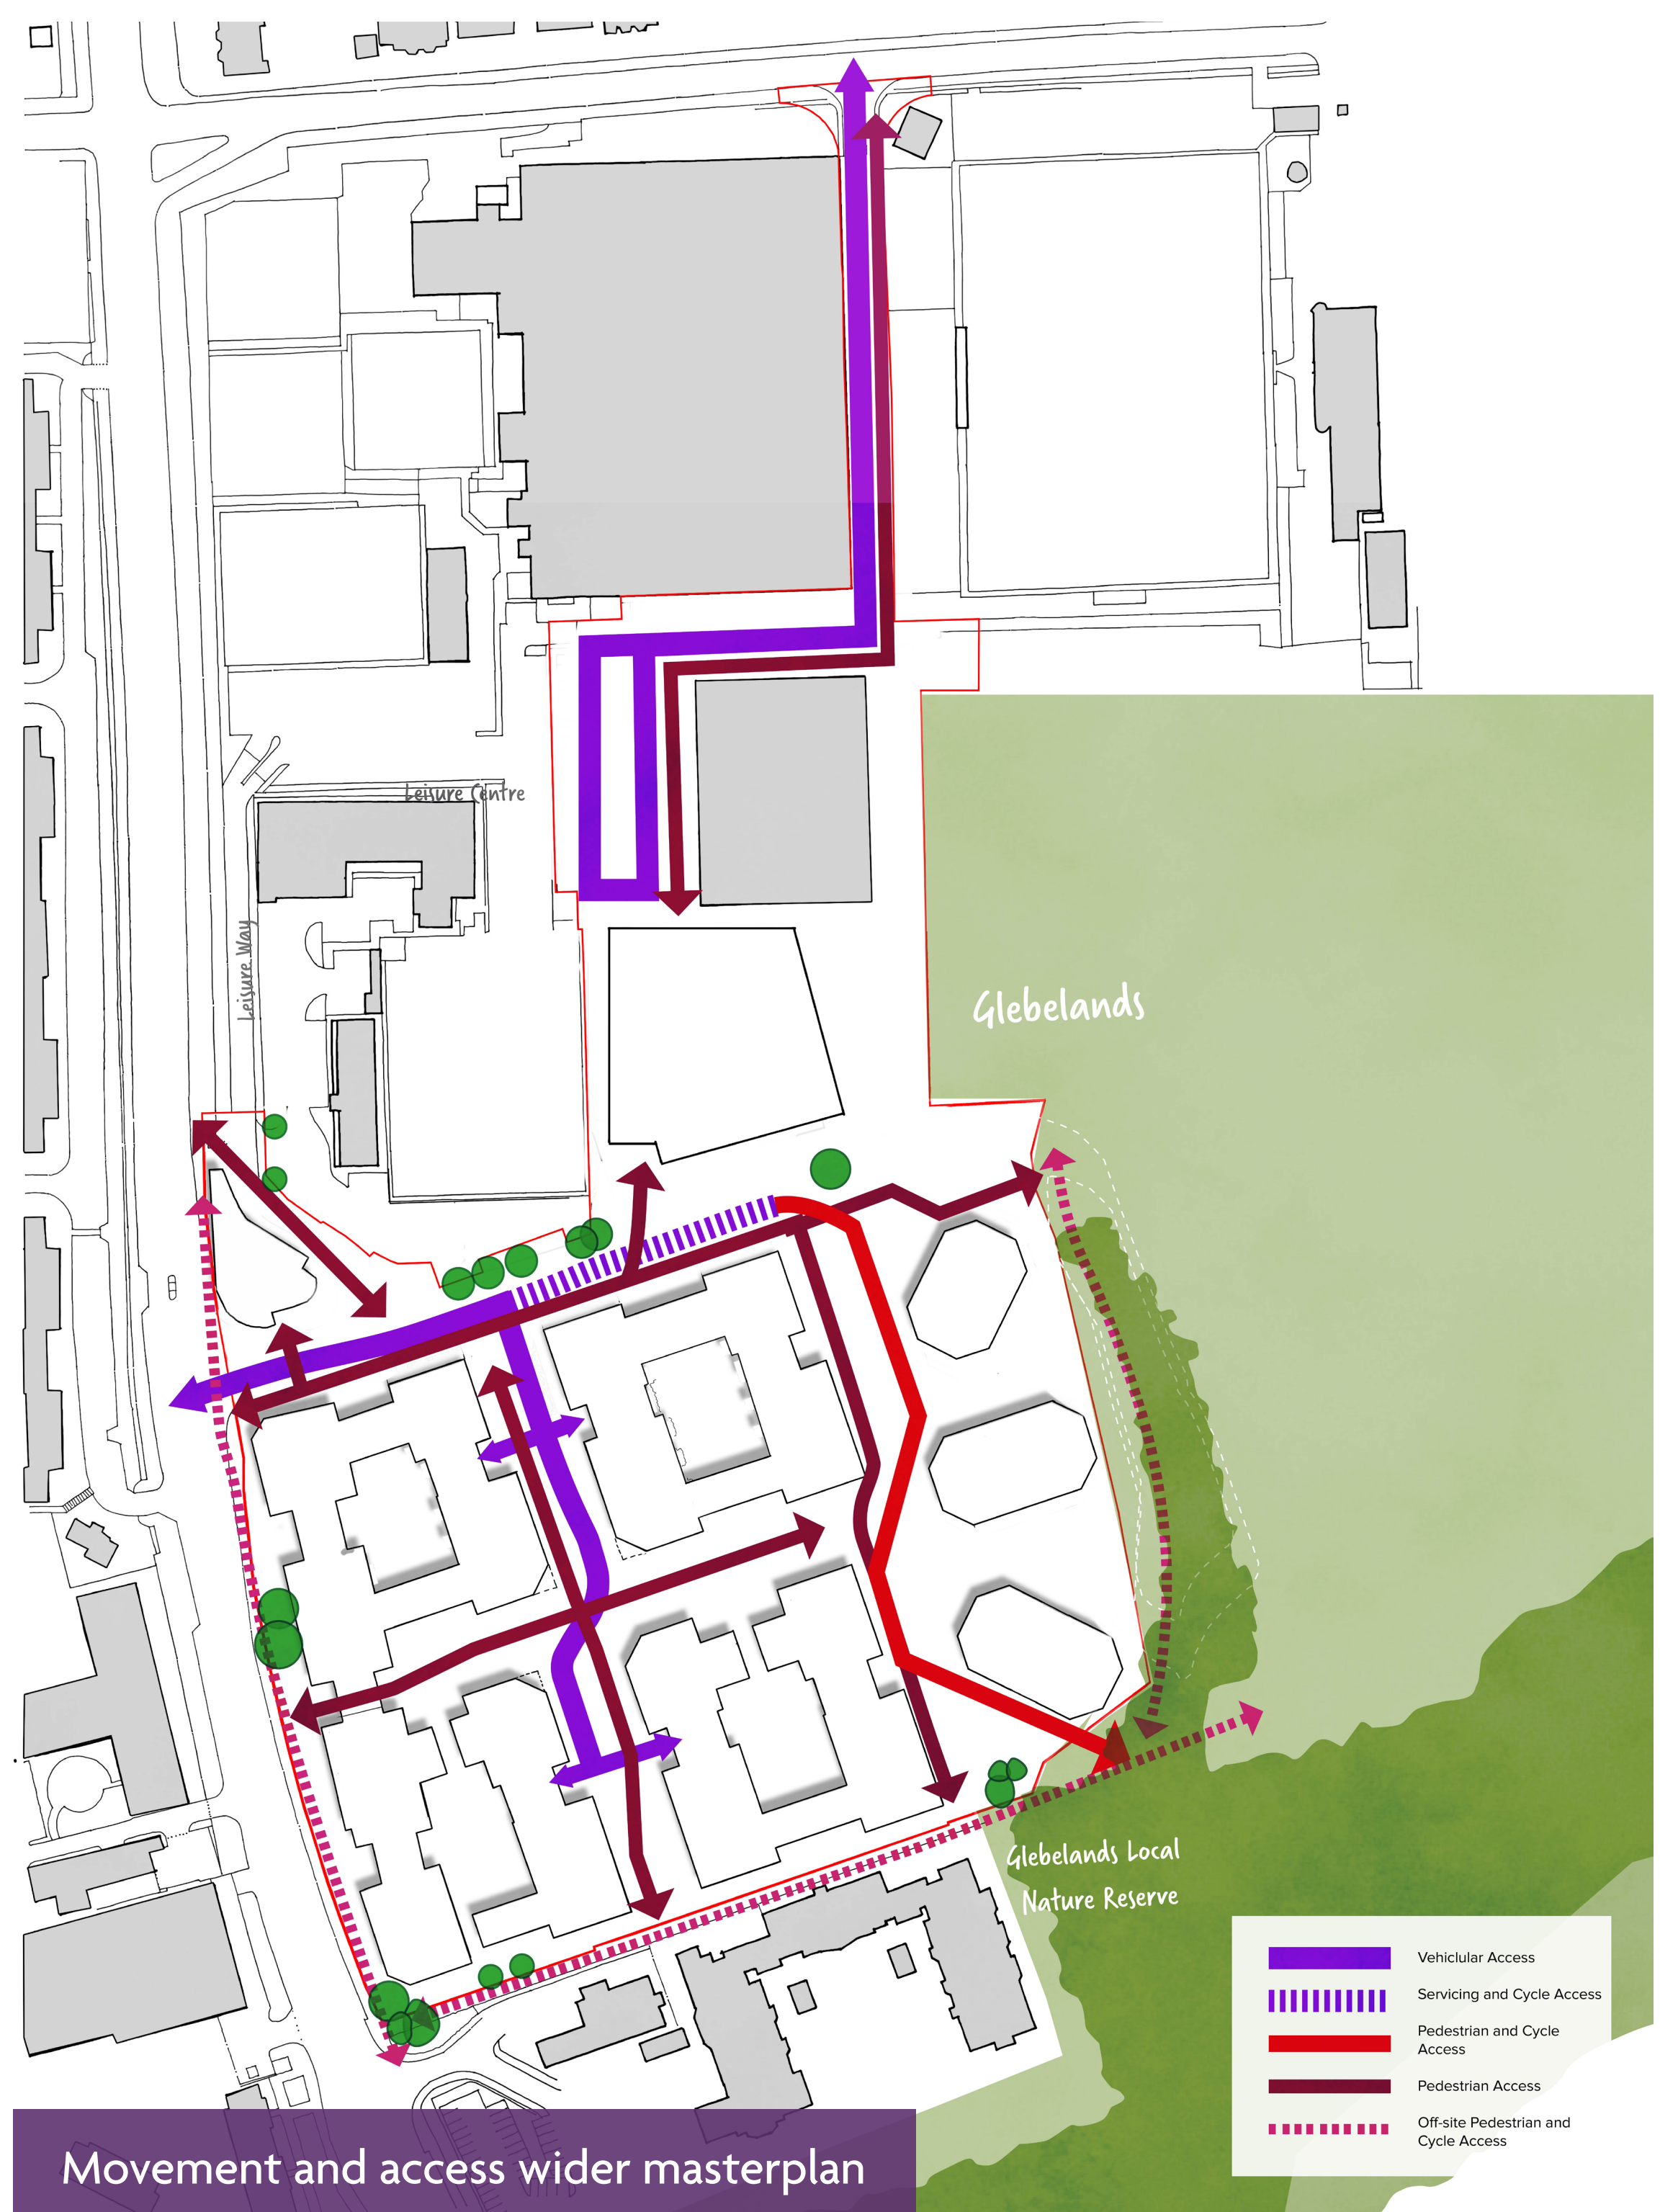 Leisure Centre
Leisure Way
Glebelands
Glebelands Local
Nature Reserve
Vehiclular Access
Servicing and Cycle Access
Pedestrian and Cycle
Access
Pedestrian Access
Off-site Pedestrian and
Cycle Access
Movement and access wider masterplan